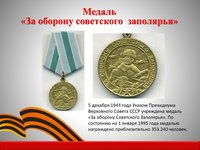 Медаль
«За оборону советского заполярья»
5 декабря 1944 года Указом Президиума
Верховного Совета СССР учреждена медаль
«За оборону Советского Заполярья». По
состоянию на 1 января 1995 года медалью
награждено приблизительно 353.240 человек.